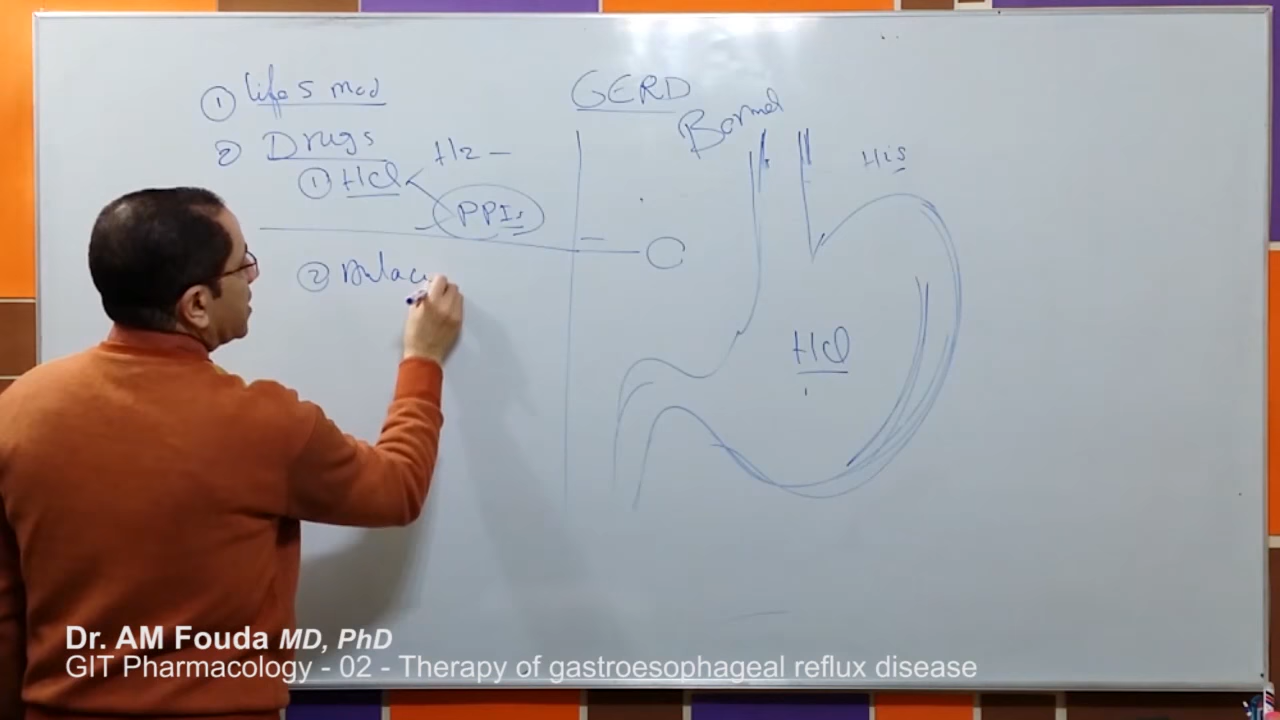 ① life s mod
② Drugs
① HCl
H2 –
PPIs
②
GERD
His
HCl
Dr. AM Fouda MD, PhD
GIT Pharmacology - 02 - Therapy of gastroesophageal reflux disease